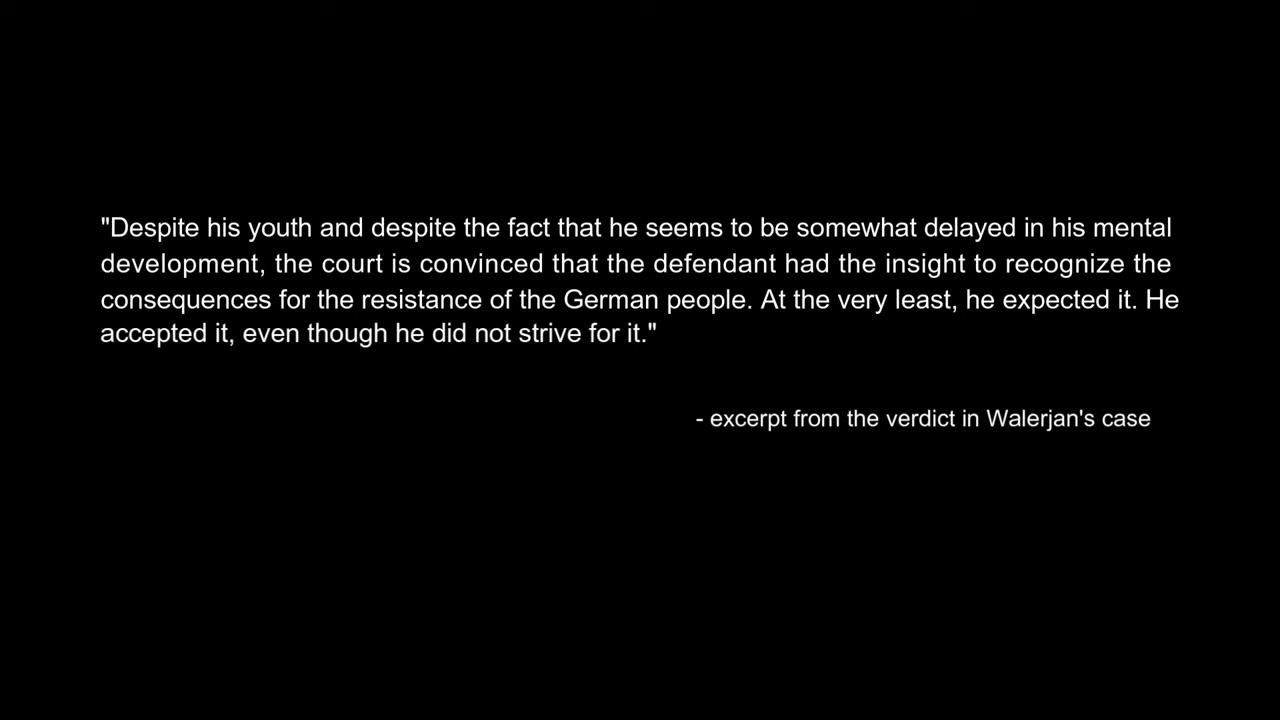 "Despite his youth and despite the fact that he seems to be somewhat delayed in his mental
development, the court is convinced that the defendant had the insight to recognize the
consequences for the resistance of the German people. At the very least, he expected it. He
accepted it, even though he did not strive for it."
- excerpt from the verdict in Walerjan's case